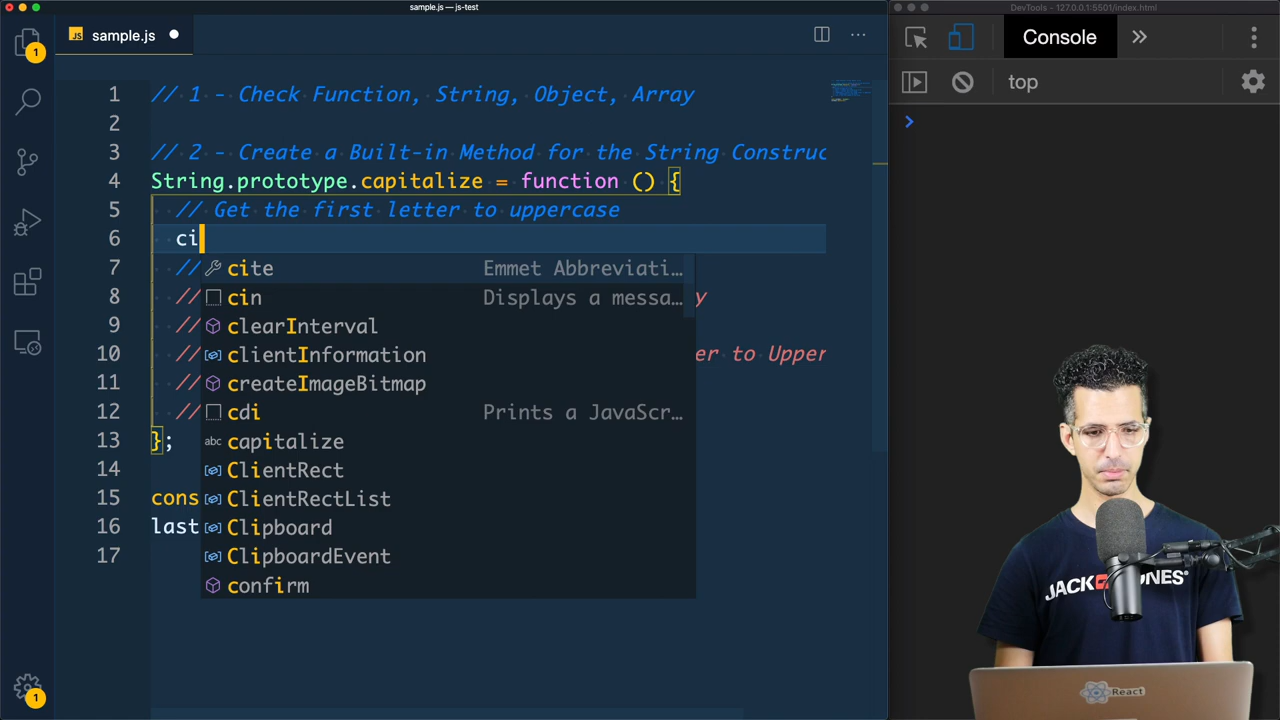 sample.js — js-test
DevTools - 127.0.0.1:5501/index.html
JS sample.js
Console
top
1
1 // 1 - Check Function, String, Object, Array
2
3 // 2 - Create a Built-in Method for the String Construc
4 String.prototype.capitalize = function () {
5 // Get the first letter to uppercase
6 ci
7 //
8 // y
9 //
10 // er to Upper
11 //
12 //
13 };
14
15 cons
16 last
17
cite Emmet Abbreviati...
cin Displays a messa...
clearInterval
clientInformation
createImageBitmap
cdi Prints a JavaScr...
abc capitalize
ClientRect
ClientRectList
Clipboard
ClipboardEvent
confirm
1
JACK JONES
React